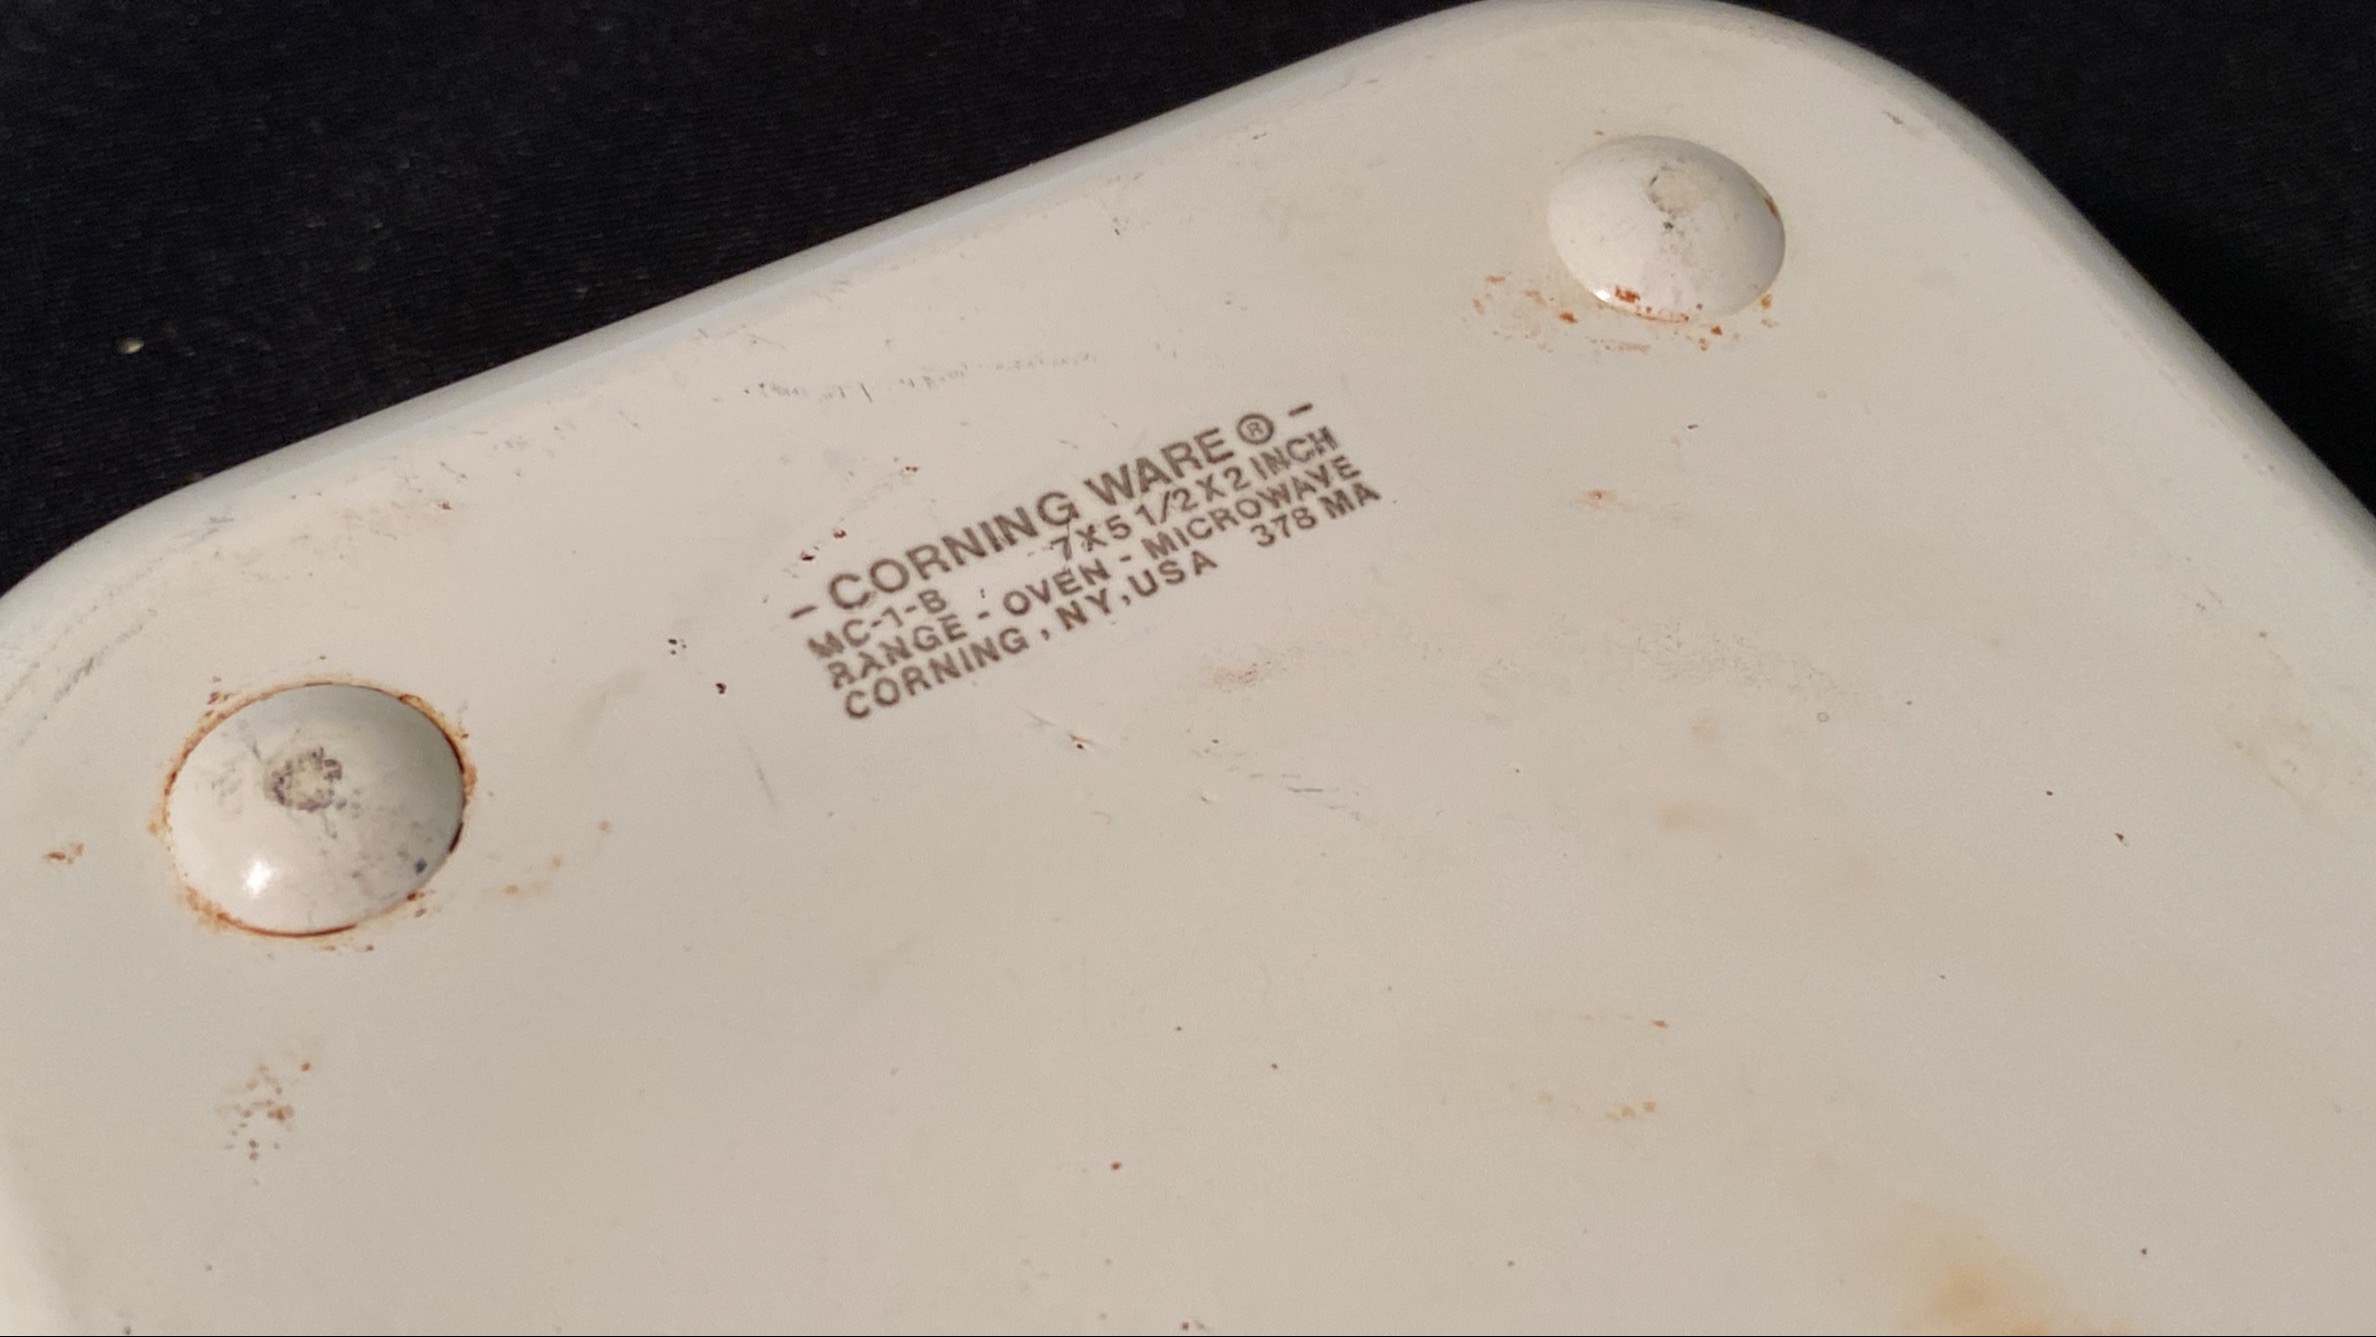 - CORNING WARE ® -
MC-1-B 7X5 1/2X2 INCH
RANGE - OVEN - MICROWAVE
CORNING, NY, USA 378 MA